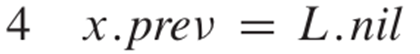 4 x.prev = L.nil